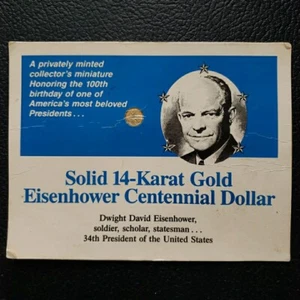 A privately minted
collector's miniature
Honoring the 100th
birthday of one of
America's most beloved
Presidents . . .
Solid 14-Karat Gold
Eisenhower Centennial Dollar
Dwight David Eisenhower,
soldier, scholar, statesman . . .
34th President of the United States